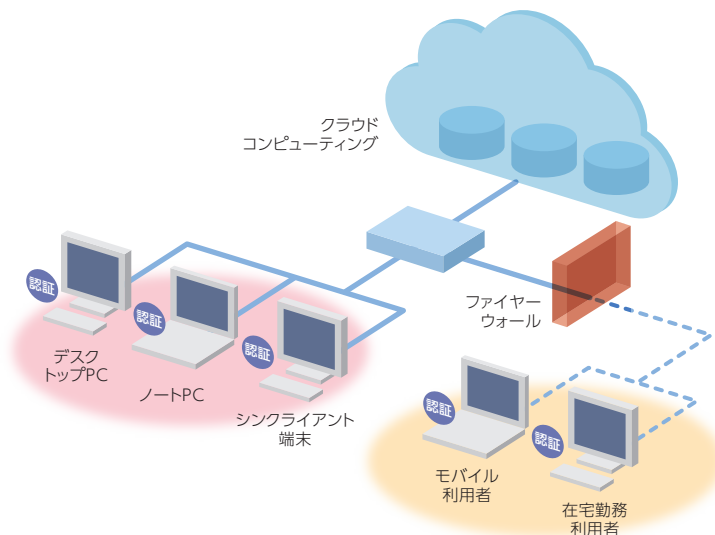 クラウド
コンピューティング
ファイヤー
ウォール
認証
デスク
トップPC
認証
ノートPC
認証
シンクライアント
端末
認証
モバイル
利用者
認証
在宅勤務
利用者